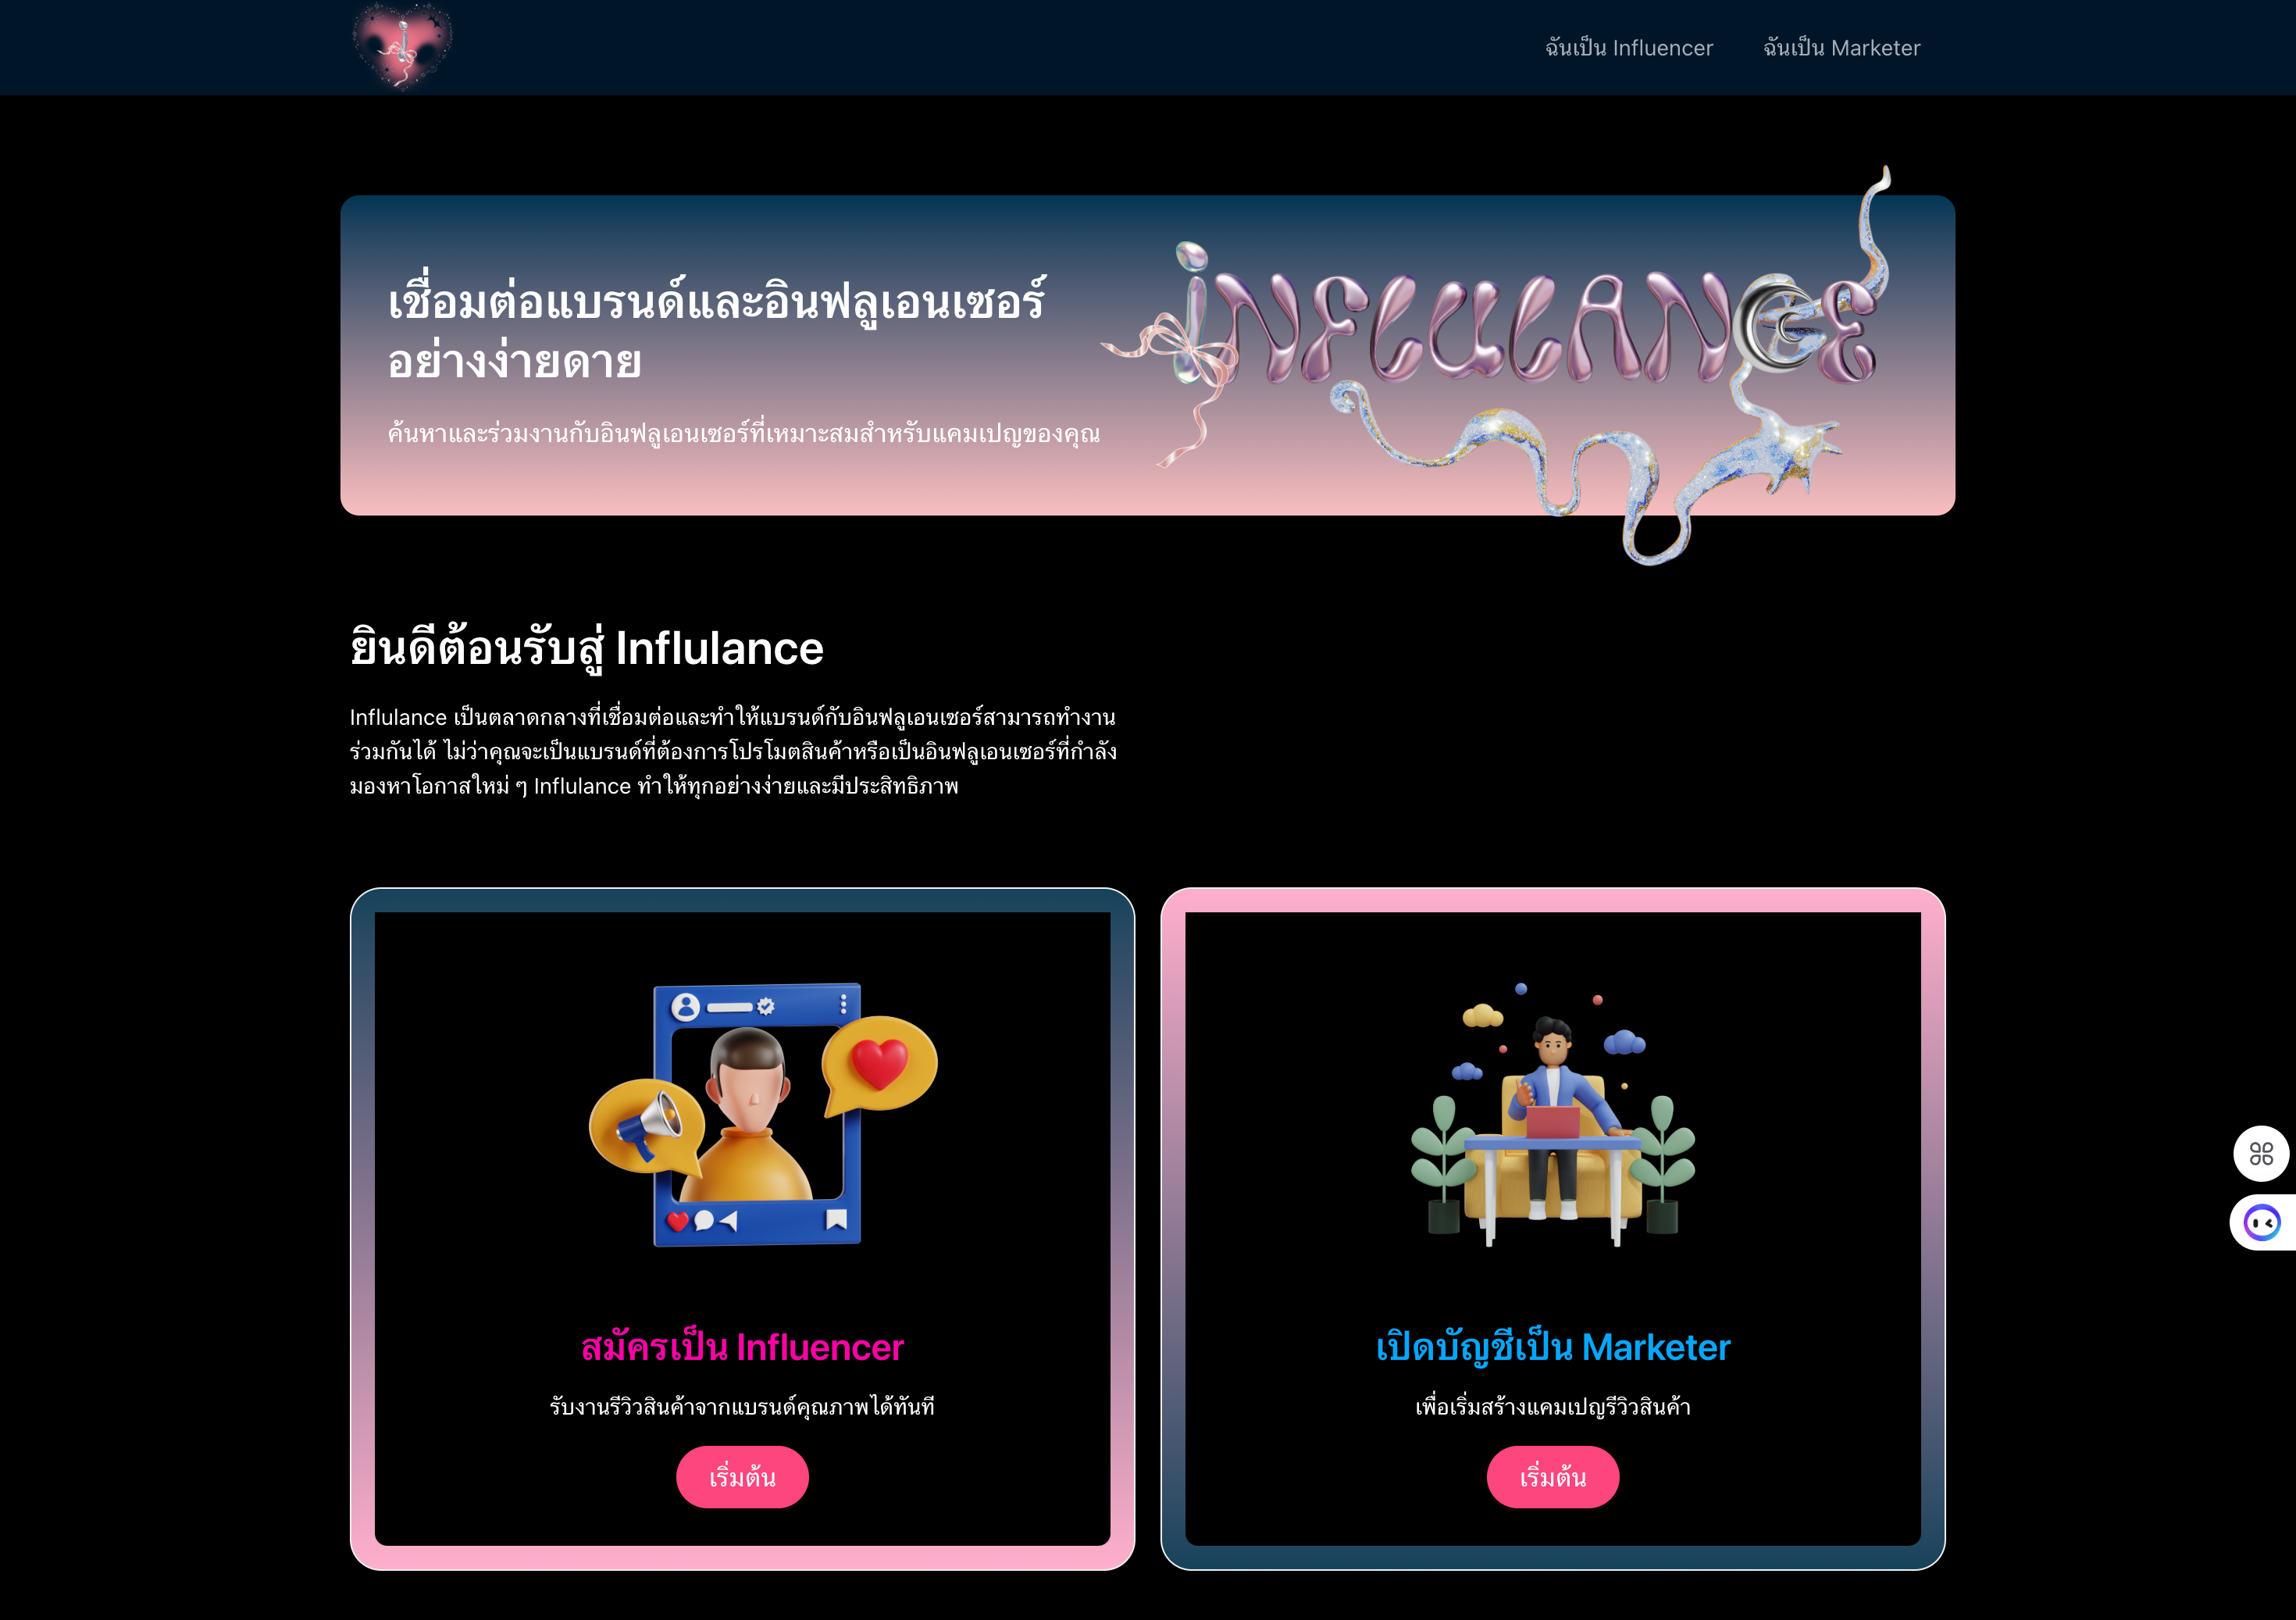 ฉันเป็น Influencer
ฉันเป็น Marketer
เชื่อมต่อแบรนด์และอินฟลูเอนเซอร์
อย่างง่ายดาย
ค้นหาและร่วมงานกับอินฟลูเอนเซอร์ที่เหมาะสมสำหรับแคมเปญของคุณ
iNFLULANCE
ยินดีต้อนรับสู่ Influlance
Influlance เป็นตลาดกลางที่เชื่อมต่อและทำให้แบรนด์กับอินฟลูเอนเซอร์สามารถทำงาน
ร่วมกันได้ ไม่ว่าคุณจะเป็นแบรนด์ที่ต้องการโปรโมตสินค้าหรือเป็นอินฟลูเอนเซอร์ที่กำลัง
มองหาโอกาสใหม่ ๆ Influlance ทำให้ทุกอย่างง่ายและมีประสิทธิภาพ
สมัครเป็น Influencer
รับงานรีวิวสินค้าจากแบรนด์คุณภาพได้ทันที
เริ่มต้น
เปิดบัญชีเป็น Marketer
เพื่อเริ่มสร้างแคมเปญรีวิวสินค้า
เริ่มต้น